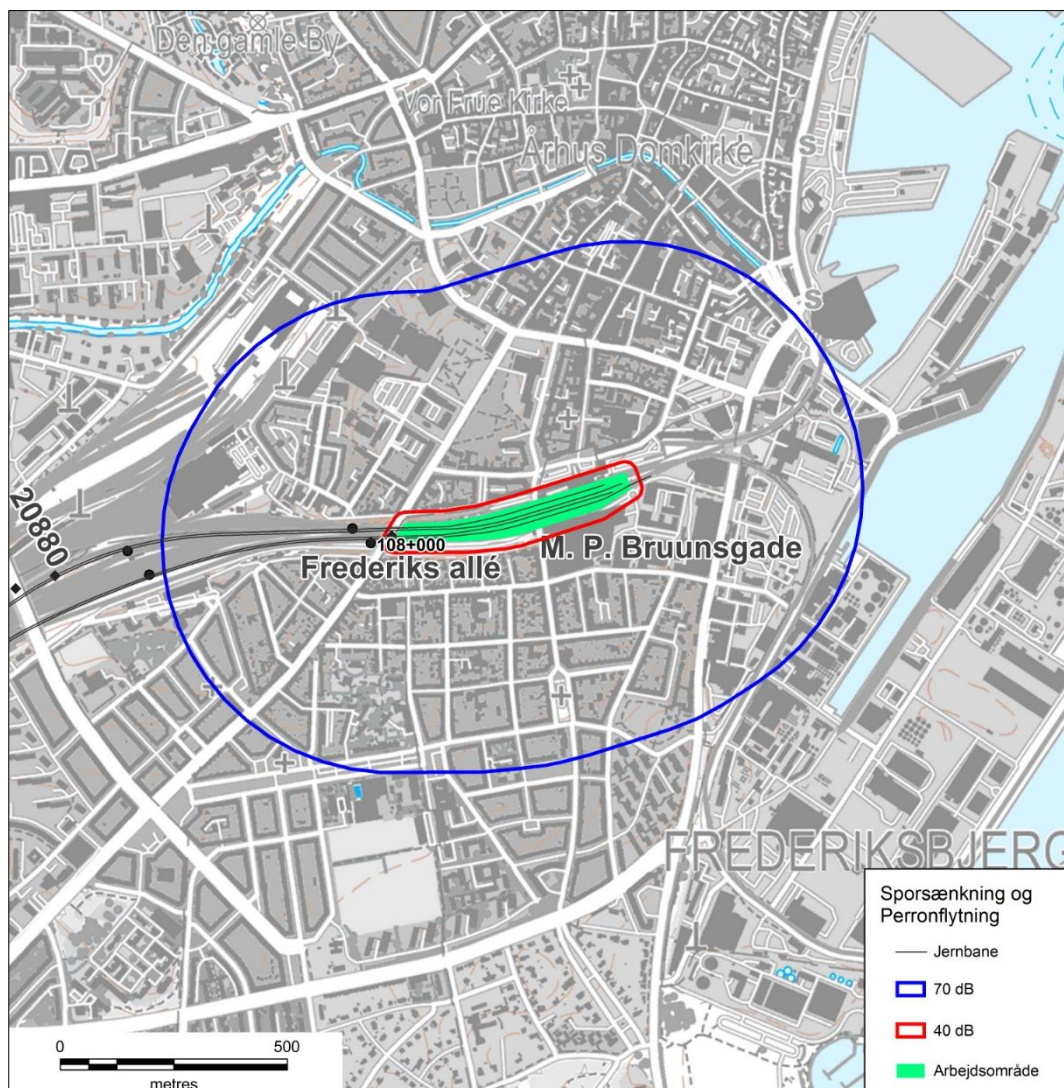 Den gamle By
Vor Frue Kirke
Århus Domkirke
S
S
20880
108+000
Frederiks allé
M. P. Bruunsgade
FREDERIKSBJERG
Sporsænkning og
Perronflytning
Jernbane
70 dB
40 dB
Arbejdsområde
0 500
metres